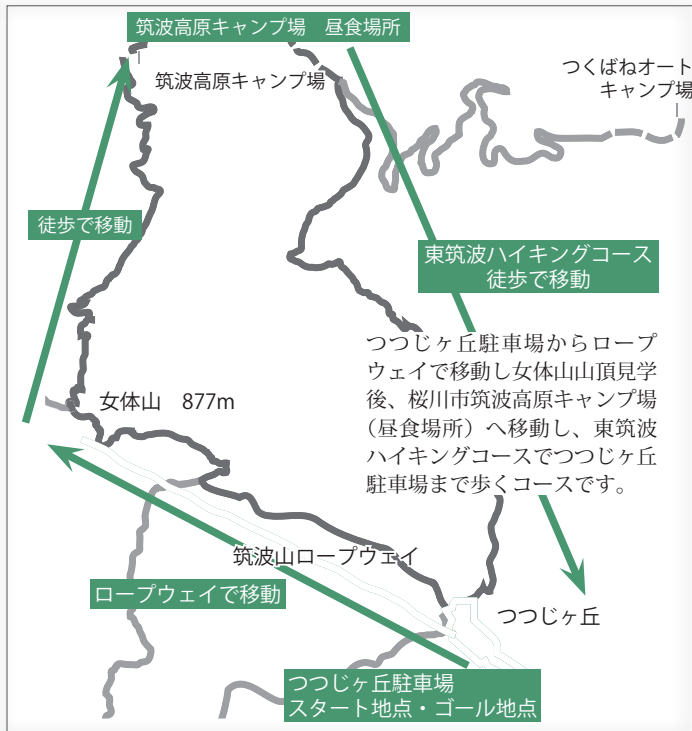 筑波高原キャンプ場　昼食場所
筑波高原キャンプ場
つくばねオート
キャンプ場
徒歩で移動
東筑波ハイキングコース
徒歩で移動
つつじヶ丘駐車場からロープ
ウェイで移動し女体山山頂見学
後、桜川市筑波高原キャンプ場
（昼食場所）へ移動し、東筑波
ハイキングコースでつつじヶ丘
駐車場まで歩くコースです。
女体山　877m
筑波山ロープウェイ
ロープウェイで移動
つつじヶ丘
つつじヶ丘駐車場
スタート地点・ゴール地点